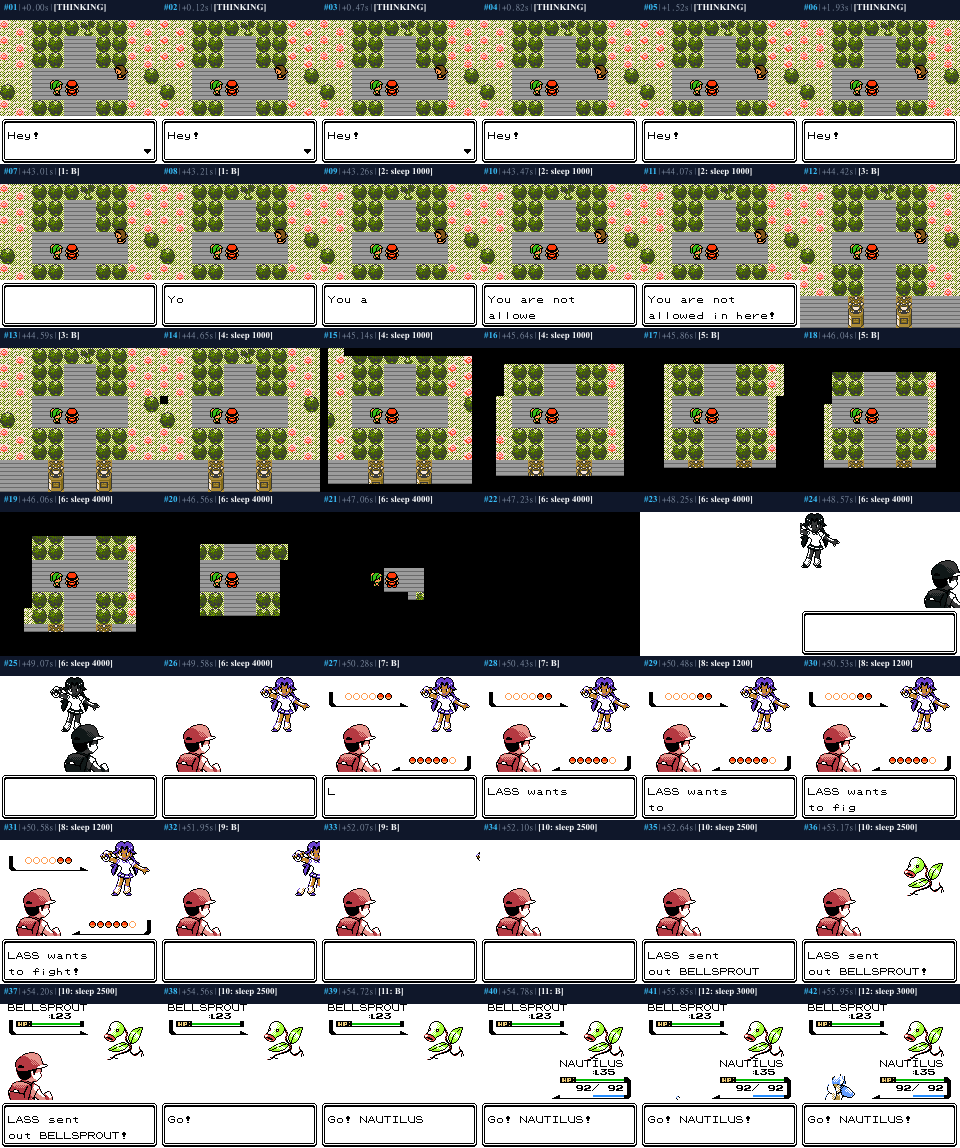 #01|+0.00s| [THINKING] #02|+0.12s| [THINKING] #03|+0.47s| [THINKING] #04|+0.82s| [THINKING] #05|+1.52s| [THINKING] #06|+1.93s| [THINKING]
Hey! Hey! Hey! Hey! Hey! Hey!
#07|+43.01s| [1: B] #08|+43.21s| [1: B] #09|+43.26s| [2: sleep 1000] #10|+43.47s| [2: sleep 1000] #11|+44.07s| [2: sleep 1000] #12|+44.42s| [3: B]
Yo You a You are not You are not
allowe allowed in here!
#13|+44.59s| [3: B] #14|+44.65s| [4: sleep 1000] #15|+45.14s| [4: sleep 1000] #16|+45.64s| [4: sleep 1000] #17|+45.86s| [5: B] #18|+46.04s| [5: B]
#19|+46.06s| [6: sleep 4000] #20|+46.56s| [6: sleep 4000] #21|+47.06s| [6: sleep 4000] #22|+47.23s| [6: sleep 4000] #23|+48.25s| [6: sleep 4000] #24|+48.57s| [6: sleep 4000]
#25|+49.07s| [6: sleep 4000] #26|+49.58s| [6: sleep 4000] #27|+50.28s| [7: B] #28|+50.43s| [7: B] #29|+50.48s| [8: sleep 1200] #30|+50.53s| [8: sleep 1200]
L LASS wants LASS wants LASS wants
to to fig
#31|+50.58s| [8: sleep 1200] #32|+51.95s| [9: B] #33|+52.07s| [9: B] #34|+52.10s| [10: sleep 2500] #35|+52.64s| [10: sleep 2500] #36|+53.17s| [10: sleep 2500]
LASS wants LASS sent LASS sent
to fight! out BELLSPROUT out BELLSPROUT!
#37|+54.20s| [10: sleep 2500] #38|+54.56s| [10: sleep 2500] #39|+54.72s| [11: B] #40|+54.78s| [11: B] #41|+55.85s| [12: sleep 3000] #42|+55.95s| [12: sleep 3000]
BELLSPROUT BELLSPROUT BELLSPROUT BELLSPROUT BELLSPROUT BELLSPROUT
:L23 :L23 :L23 :L23 :L23 :L23
HP: HP: HP: HP: HP: HP:
NAUTILUS NAUTILUS NAUTILUS
:L35 :L35 :L35
HP: HP: HP:
92/ 92 92/ 92 92/ 92
LASS sent Go! Go! NAUTILUS Go! NAUTILUS! Go! NAUTILUS! Go! NAUTILUS!
out BELLSPROUT!